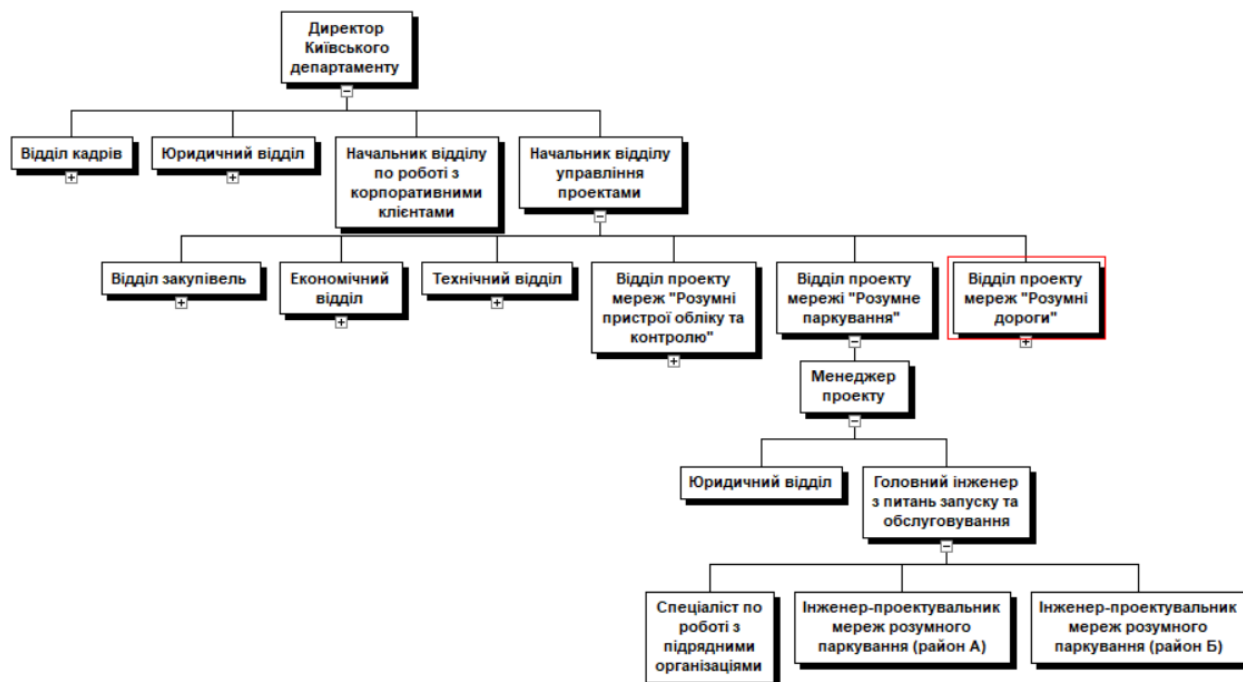 Директор
Київського
департаменту
Відділ кадрів
Юридичний відділ
Начальник відділу
по роботі з
корпоративними
клієнтами
Начальник відділу
управління
проектами
Відділ закупівель
Економічний
відділ
Технічний відділ
Відділ проекту
мереж "Розумні
пристрої обліку та
контролю"
Відділ проекту
мережі "Розумне
паркування"
Відділ проекту
мереж "Розумні
дороги"
Менеджер
проекту
Юридичний відділ
Головний інженер
з питань запуску та
обслуговування
Спеціаліст по
роботі з
підрядними
організаціями
Інженер-проектувальник
мереж розумного
паркування (район А)
Інженер-проектувальник
мереж розумного
паркування (район Б)